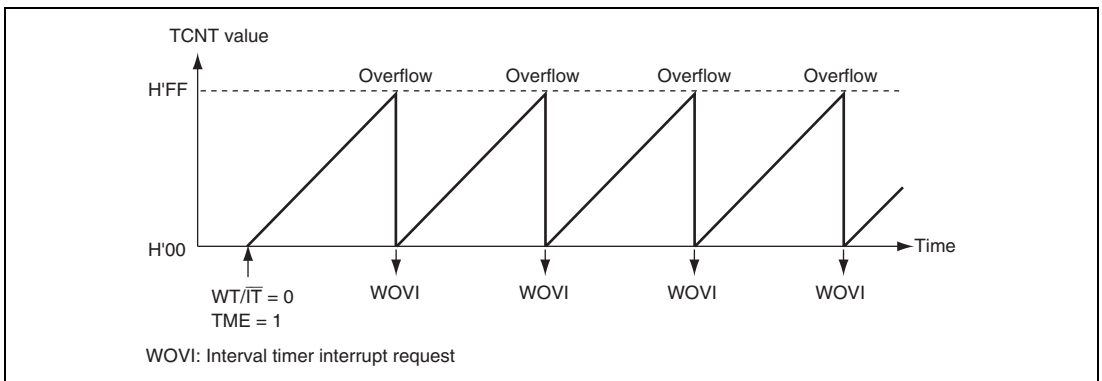 TCNT value
Overflow Overflow Overflow Overflow
H'FF
H'00
Time
WT/I̅T̅ = 0
TME = 1
WOVI WOVI WOVI WOVI
WOVI: Interval timer interrupt request